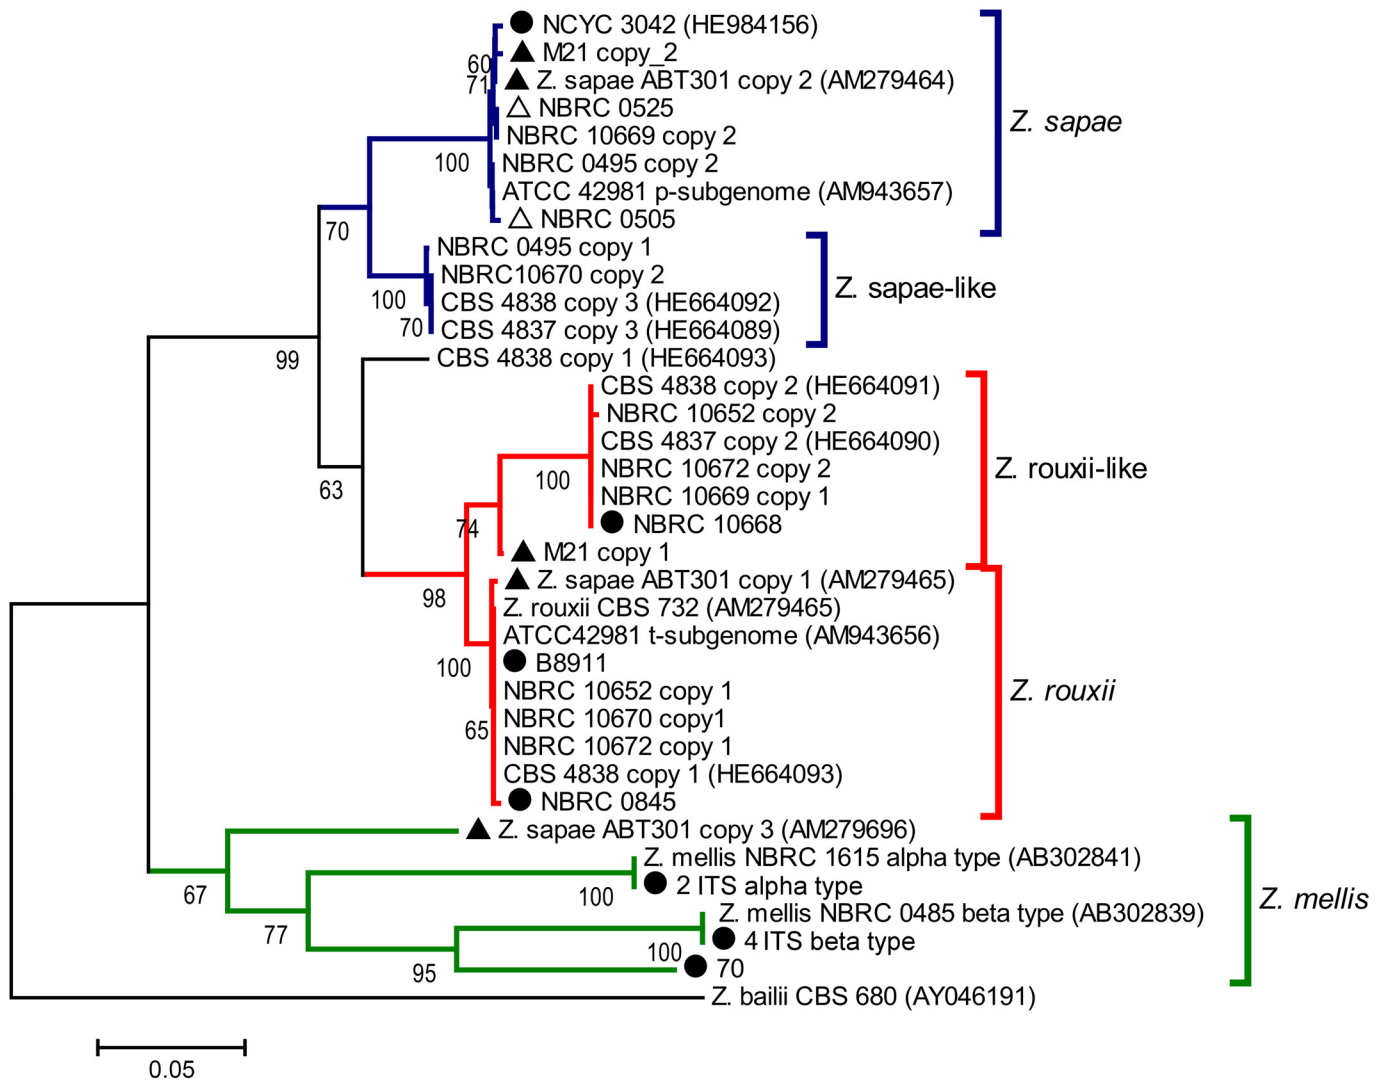 NCYC 3042 (HE984156)
M21 copy_2
60
71
Z. sapae ABT301 copy 2 (AM279464)
NBRC 0525
Z. sapae
NBRC 10669 copy 2
100
NBRC 0495 copy 2
ATCC 42981 p-subgenome (AM943657)
NBRC 0505
70
NBRC 0495 copy 1
NBRC10670 copy 2
Z. sapae-like
100
CBS 4838 copy 3 (HE664092)
70
CBS 4837 copy 3 (HE664089)
99
CBS 4838 copy 1 (HE664093)
CBS 4838 copy 2 (HE664091)
NBRC 10652 copy 2
CBS 4837 copy 2 (HE664090)
NBRC 10672 copy 2
Z. rouxii-like
100
63
NBRC 10669 copy 1
NBRC 10668
74
M21 copy 1
Z. sapae ABT301 copy 1 (AM279465)
98
Z. rouxii CBS 732 (AM279465)
ATCC42981 t-subgenome (AM943656)
100
B8911
NBRC 10652 copy 1
Z. rouxii
NBRC 10670 copy1
65
NBRC 10672 copy 1
CBS 4838 copy 1 (HE664093)
NBRC 0845
Z. sapae ABT301 copy 3 (AM279696)
Z. mellis NBRC 1615 alpha type (AB302841)
67
100
2 ITS alpha type
Z. mellis
Z. mellis NBRC 0485 beta type (AB302839)
77
4 ITS beta type
100
95
70
Z. bailii CBS 680 (AY046191)
0.05